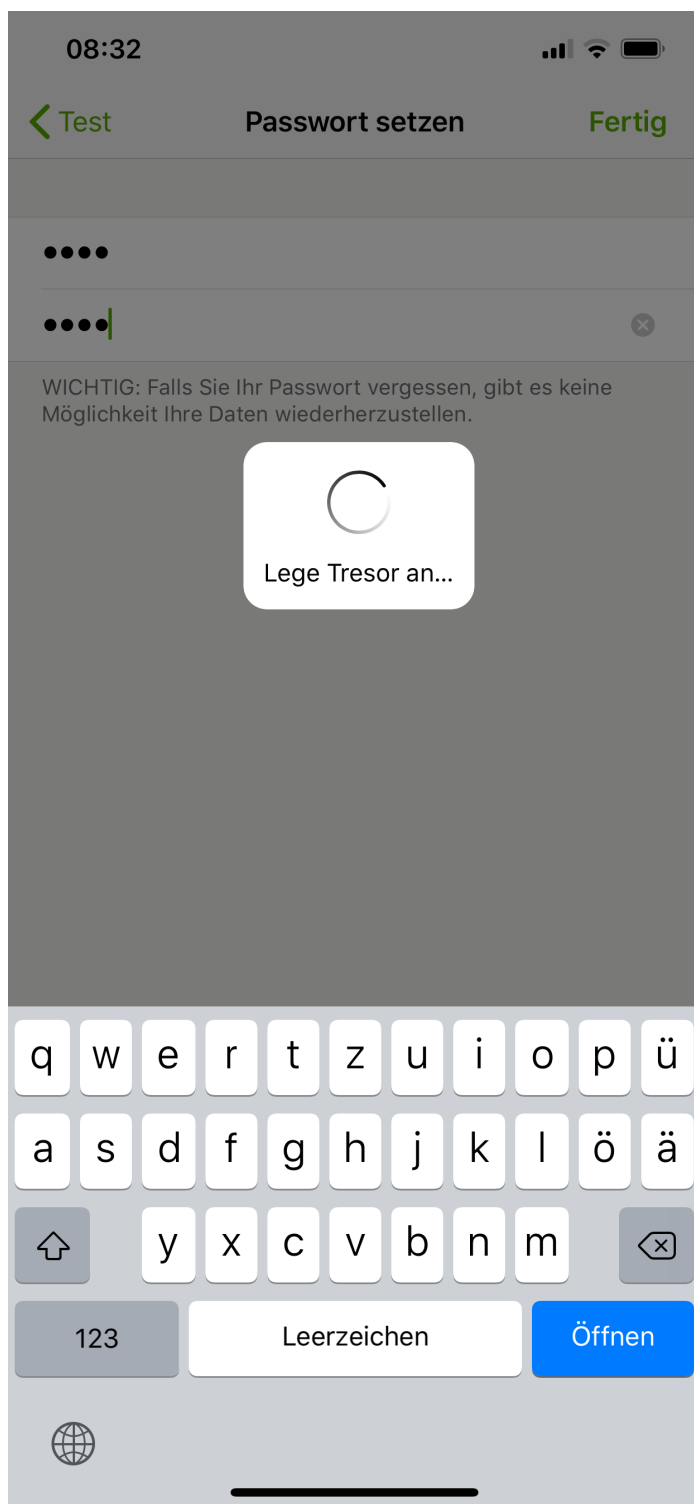 08:32
Test Passwort setzen Fertig
••••
••••
WICHTIG: Falls Sie Ihr Passwort vergessen, gibt es keine
Möglichkeit Ihre Daten wiederherzustellen.
Lege Tresor an...
q w e r t z u i o p ü
a s d f g h j k l ö ä
y x c v b n m
123 Leerzeichen Öffnen